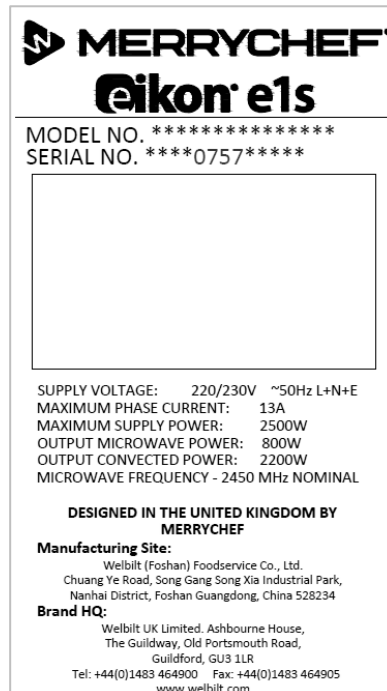 MERRYCHEF
eikon e1s
MODEL NO. ***************
SERIAL NO. ****0757*****
SUPPLY VOLTAGE: 220/230V ~50Hz L+N+E
MAXIMUM PHASE CURRENT: 13A
MAXIMUM SUPPLY POWER: 2500W
OUTPUT MICROWAVE POWER: 800W
OUTPUT CONVECTED POWER: 2200W
MICROWAVE FREQUENCY - 2450 MHz NOMINAL
DESIGNED IN THE UNITED KINGDOM BY
MERRYCHEF
Manufacturing Site:
Welbilt (Foshan) Foodservice Co., Ltd.
Chuang Ye Road, Song Gang Song Xia Industrial Park,
Nanhai District, Foshan Guangdong, China 528234
Brand HQ:
Welbilt UK Limited. Ashbourne House,
The Guildway, Old Portsmouth Road,
Guildford, GU3 1LR
Tel: +44(0)1483 464900 Fax: +44(0)1483 464905
www.welbilt.com